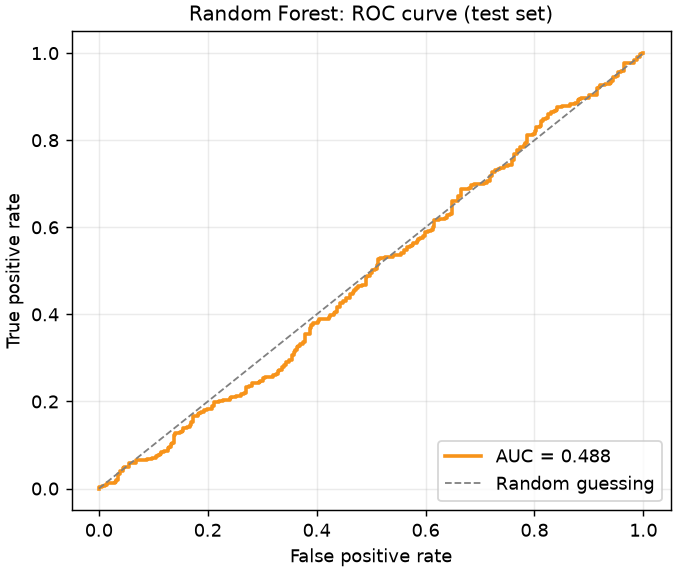 Random Forest: ROC curve (test set)
True positive rate
1.0
0.8
0.6
0.4
0.2
0.0
0.0 0.2 0.4 0.6 0.8 1.0
False positive rate
AUC = 0.488
Random guessing